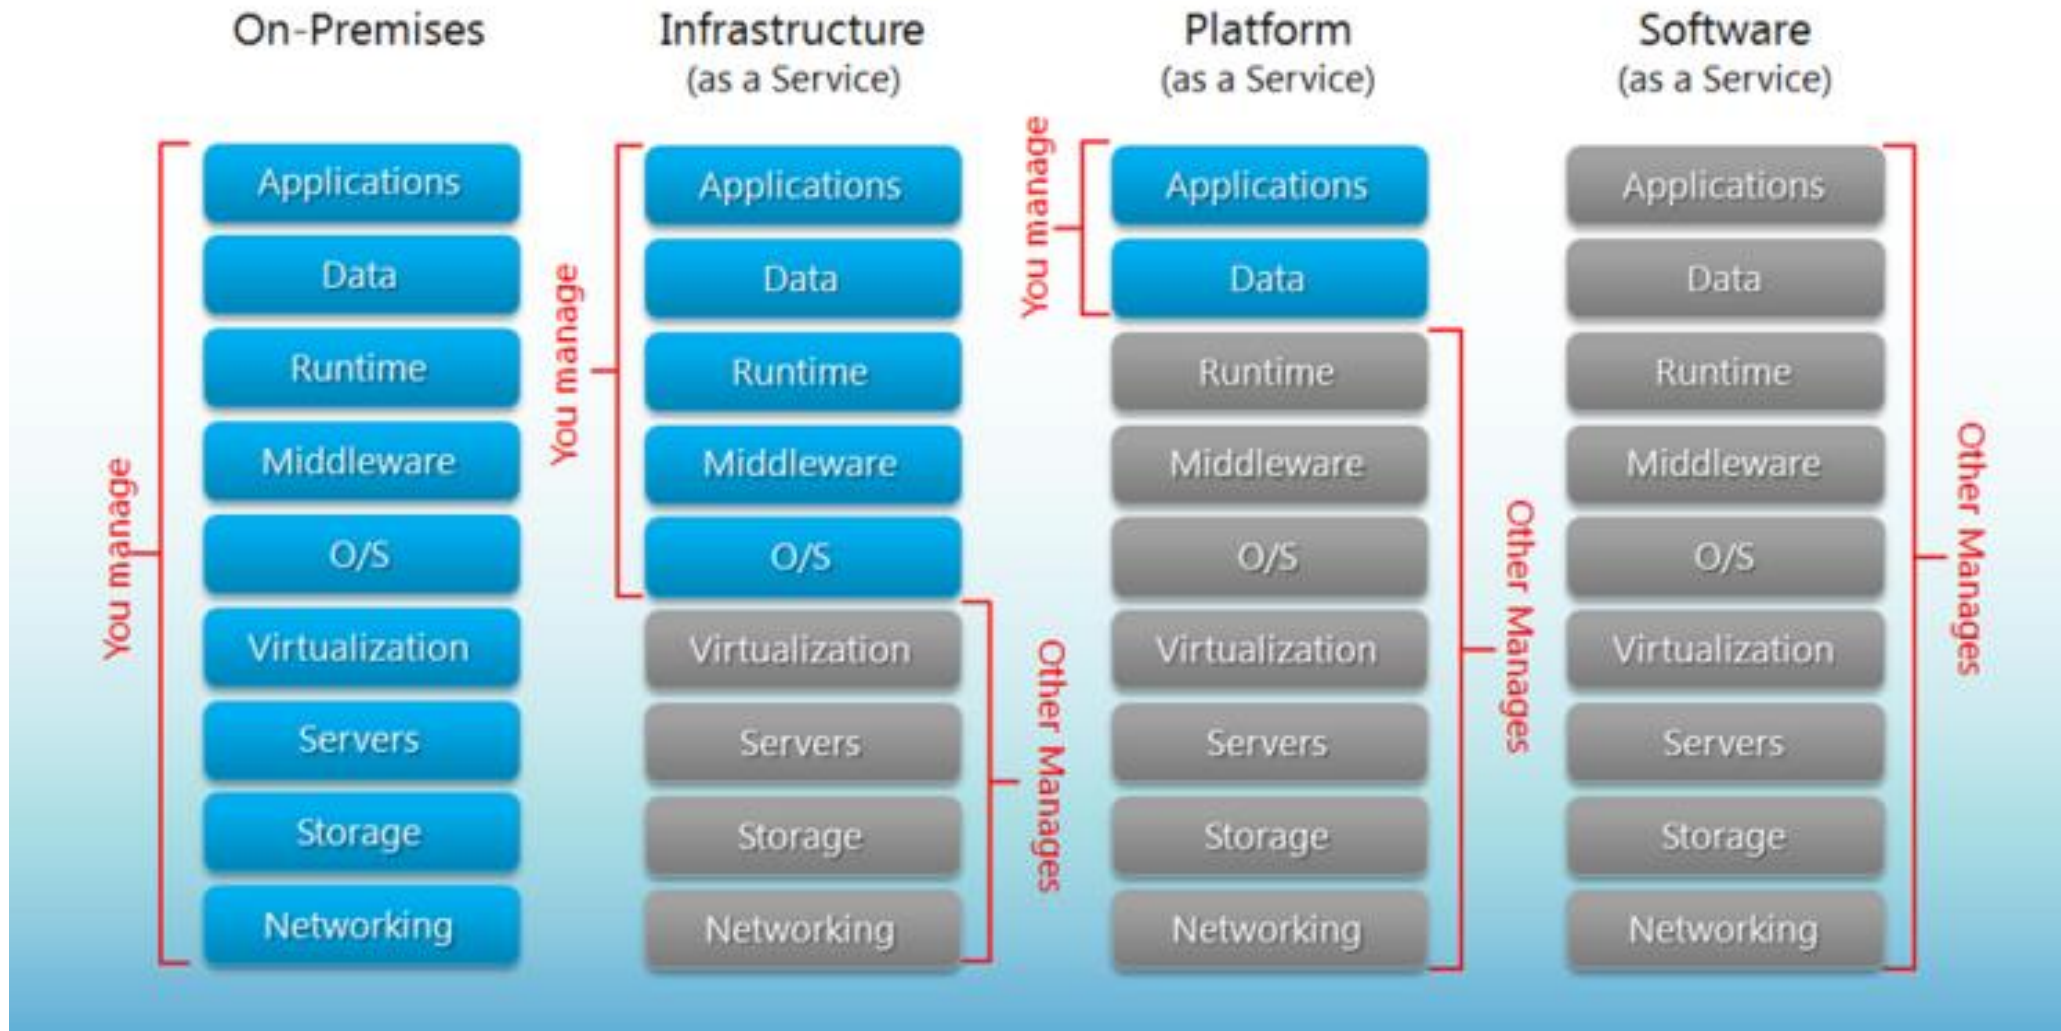 On-Premises
You manage
Applications
Data
Runtime
Middleware
O/S
Virtualization
Servers
Storage
Networking
Infrastructure
(as a Service)
You manage
Applications
Data
Runtime
Middleware
O/S
Virtualization
Servers
Storage
Networking
Other Manages
Platform
(as a Service)
You manage
Applications
Data
Runtime
Middleware
O/S
Virtualization
Servers
Storage
Networking
Other Manages
Software
(as a Service)
Applications
Data
Runtime
Middleware
O/S
Virtualization
Servers
Storage
Networking
Other Manages